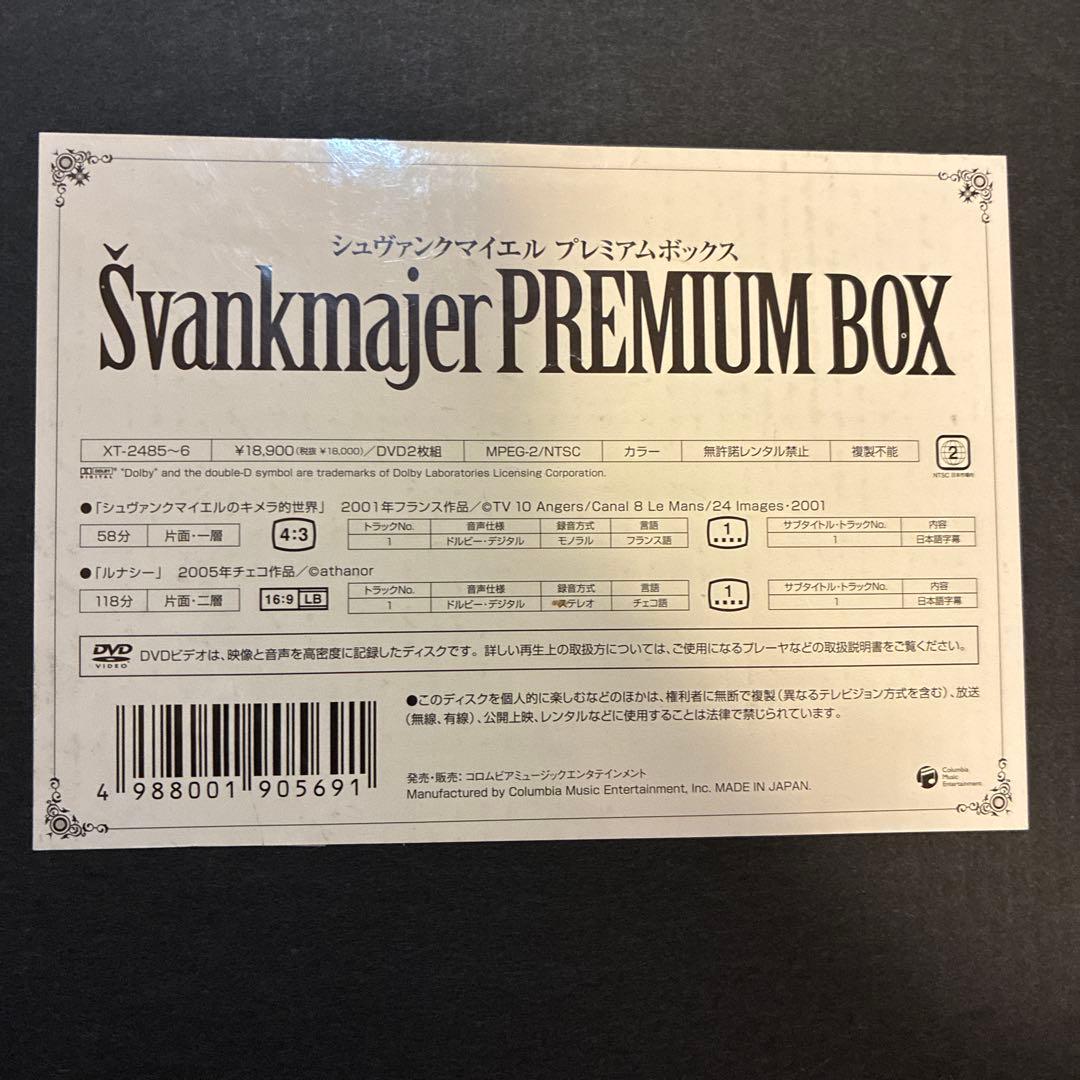 シュヴァンクマイエル プレミアムボックス
Švankmajer PREMIUM BOX
XT-2485〜6 ¥18,900(税抜 ¥18,000)/DVD2枚組 MPEG-2/NTSC カラー 無許諾レンタル禁止 複製不能 2
NTSC 日本市場向
DOLBY DIGITAL "Dolby" and the double-D symbol are trademarks of Dolby Laboratories Licensing Corporation.
●「シュヴァンクマイエルのキメラ的世界」 2001年フランス作品/©TV 10 Angers/Canal 8 Le Mans/24 Images・2001
58分 片面・一層 4:3 トラックNo. 音声仕様 録音方式 言語 1 サブタイトル・トラックNo. 内容
1 ドルビー・デジタル モノラル フランス語 1 日本語字幕
●「ルナシー」 2005年チェコ作品/©athanor
118分 片面・二層 16:9 LB トラックNo. 音声仕様 録音方式 言語 1 サブタイトル・トラックNo. 内容
1 ドルビー・デジタル ステレオ チェコ語 1 日本語字幕
DVD VIDEO DVDビデオは、映像と音声を高密度に記録したディスクです。詳しい再生上の取扱方については、ご使用になるプレーヤなどの取扱説明書をご覧ください。
●このディスクを個人的に楽しむなどのほかは、権利者に無断で複製(異なるテレビジョン方式を含む)、放送
(無線、有線)、公開上映、レンタルなどに使用することは法律で禁じられています。
発売・販売:コロムビアミュージックエンタテインメント
Manufactured by Columbia Music Entertainment, Inc. MADE IN JAPAN.
Columbia
Music
Entertainment
4 988001 905691